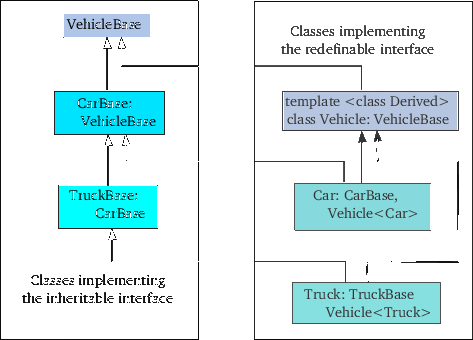 VehicleBase
CarBase:
VehicleBase
TruckBase:
CarBase
Classes implementing
the inheritable interface
Classes implementing
the redefinable interface
template <class Derived>
class Vehicle: VehicleBase
Car: CarBase,
Vehicle<Car>
Truck: TruckBase
Vehicle<Truck>